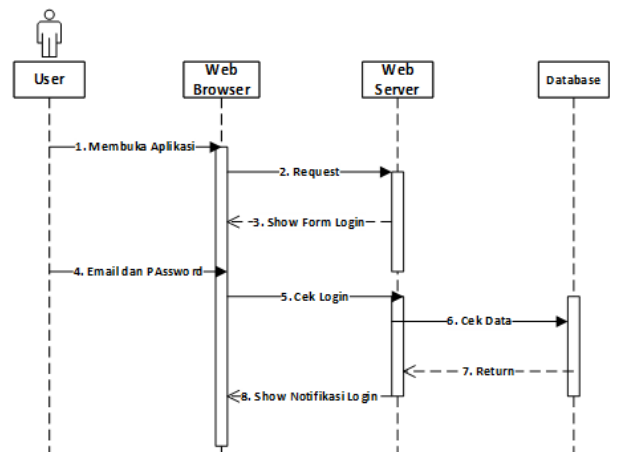 User
Web
Browser
Web
Server
Database
1. Membuka Aplikasi
2. Request
3. Show Form Login
4. Email dan PAssword
5. Cek Login
6. Cek Data
7. Return
8. Show Notifikasi Login